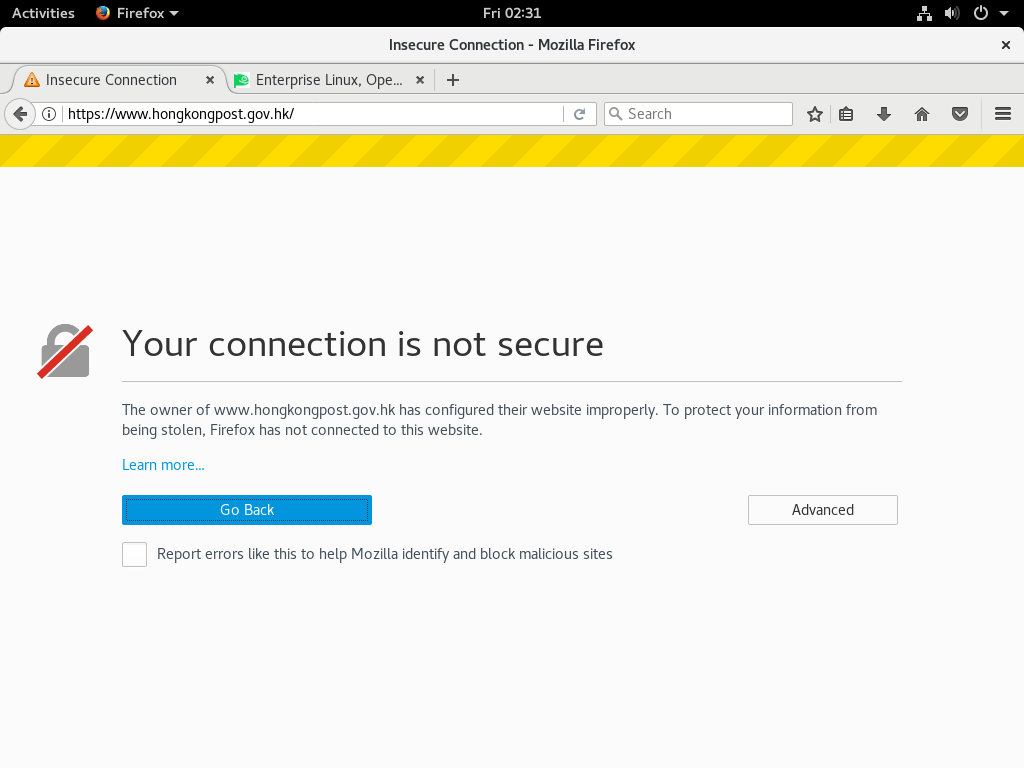 Activities Firefox Fri 02:31
Insecure Connection - Mozilla Firefox
Insecure Connection Enterprise Linux, Ope...
https://www.hongkongpost.gov.hk/ Search
Your connection is not secure
The owner of www.hongkongpost.gov.hk has configured their website improperly. To protect your information from
being stolen, Firefox has not connected to this website.
Learn more...
Go Back Advanced
Report errors like this to help Mozilla identify and block malicious sites